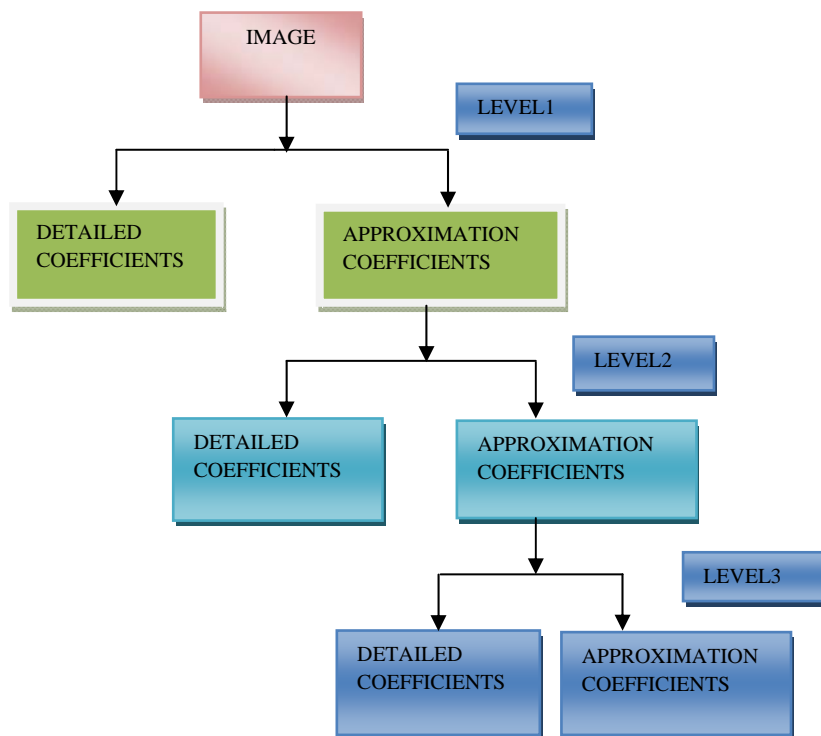 IMAGE
LEVEL1
DETAILED
COEFFICIENTS
APPROXIMATION
COEFFICIENTS
LEVEL2
DETAILED
COEFFICIENTS
APPROXIMATION
COEFFICIENTS
LEVEL3
DETAILED
COEFFICIENTS
APPROXIMATION
COEFFICIENTS